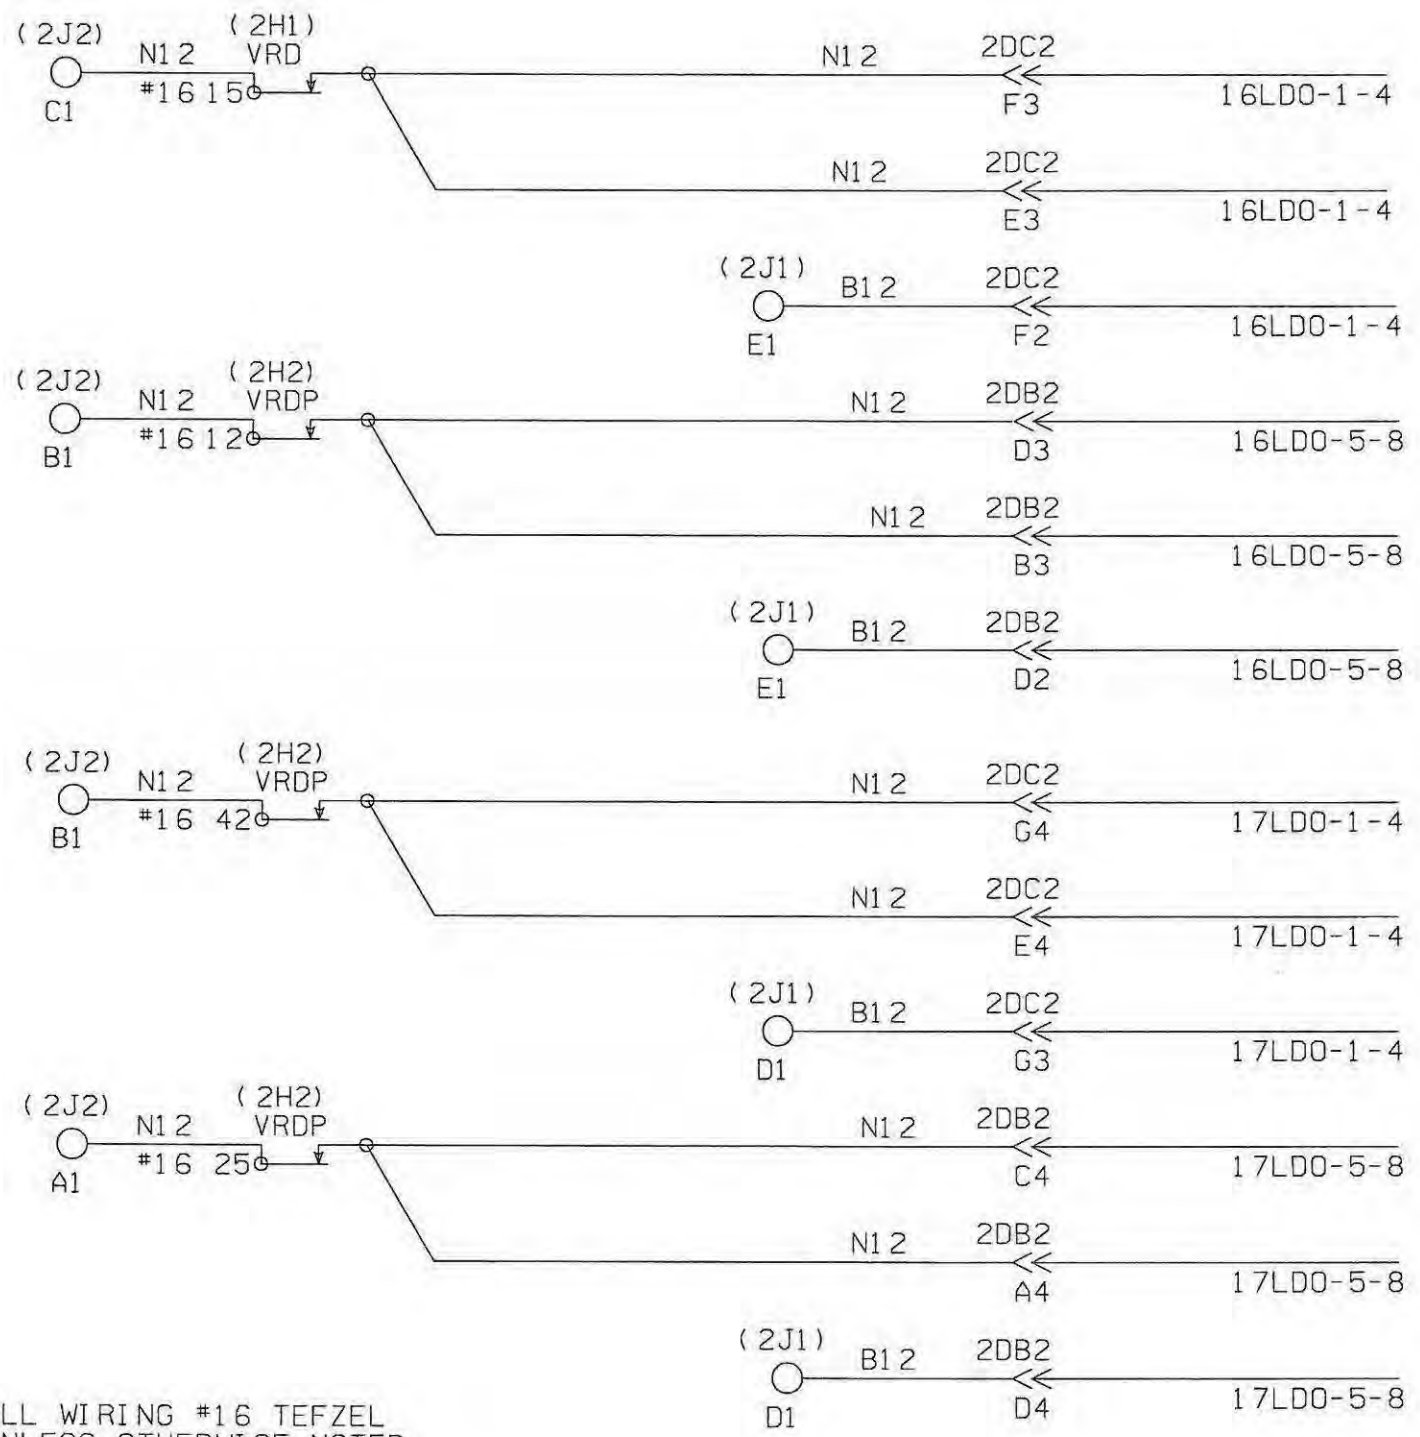 (2J2) N12 (2H1) VRD N12 2DC2
C1 #16 15 F3 16LDO-1-4
N12 2DC2
E3 16LDO-1-4
(2J1) B12 2DC2
E1 F2 16LDO-1-4
(2J2) N12 (2H2) VRDP N12 2DB2
B1 #16 12 D3 16LDO-5-8
N12 2DB2
B3 16LDO-5-8
(2J1) B12 2DB2
E1 D2 16LDO-5-8
(2J2) N12 (2H2) VRDP N12 2DC2
B1 #16 42 G4 17LDO-1-4
N12 2DC2
E4 17LDO-1-4
(2J1) B12 2DC2
D1 G3 17LDO-1-4
(2J2) N12 (2H2) VRDP N12 2DB2
A1 #16 25 C4 17LDO-5-8
N12 2DB2
A4 17LDO-5-8
(2J1) B12 2DB2
D1 D4 17LDO-5-8
LL WIRING #16 TEFZEL